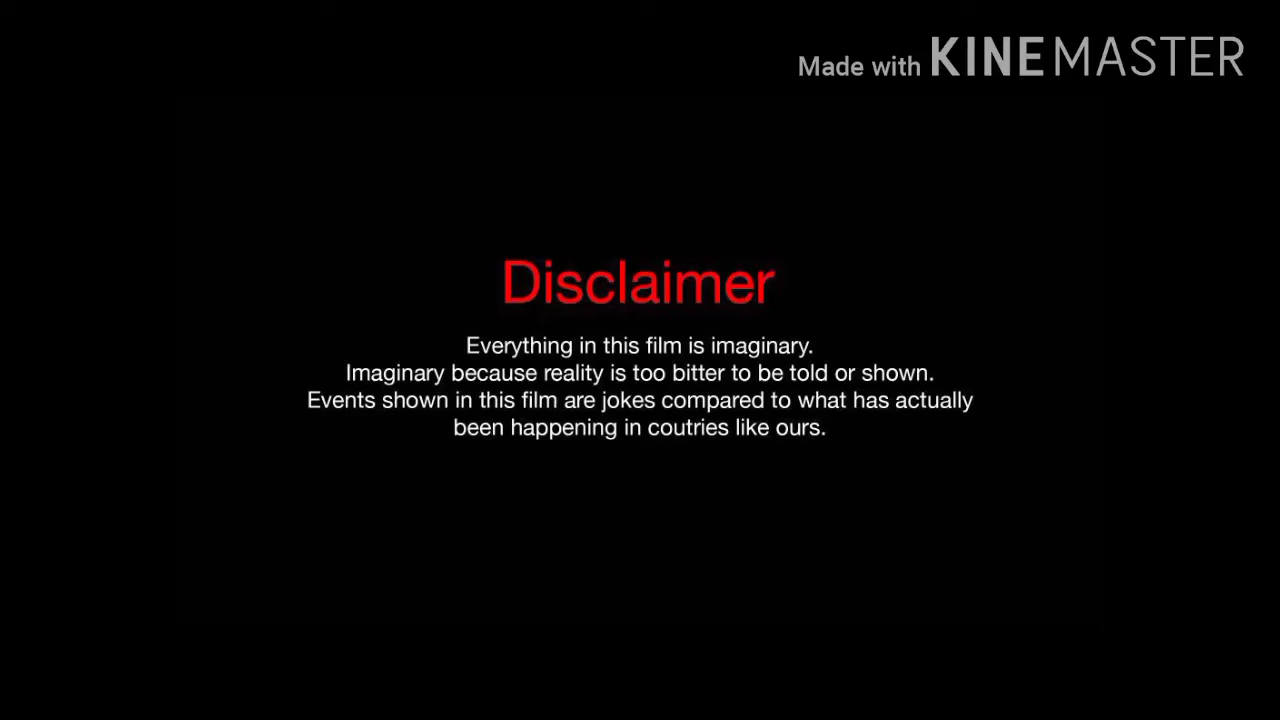 Made with KINEMASTER
Disclaimer
Everything in this film is imaginary.
Imaginary because reality is too bitter to be told or shown.
Events shown in this film are jokes compared to what has actually
been happening in coutries like ours.